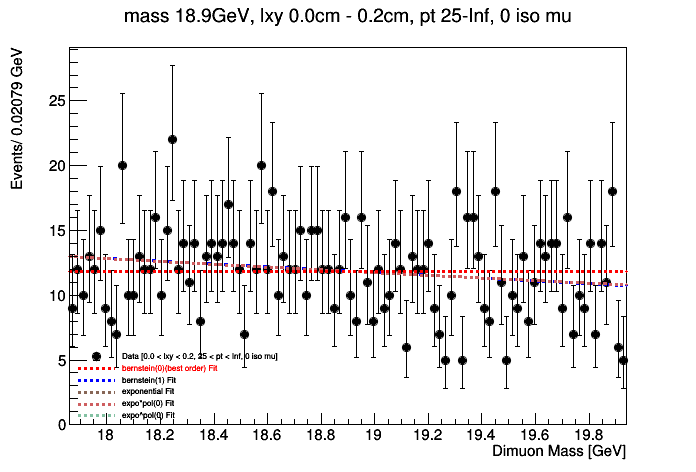 mass 18.9GeV, lxy 0.0cm - 0.2cm, pt 25-Inf, 0 iso mu
Events/ 0.02079 GeV
25
20
15
10
5
0
Data [0.0 < lxy < 0.2, 25 < pt < Inf, 0 iso mu]
bernstein(0)(best order) Fit
bernstein(1) Fit
exponential Fit
expo*pol(0) Fit
expo^pol(0) Fit
18 18.2 18.4 18.6 18.8 19 19.2 19.4 19.6 19.8
Dimuon Mass [GeV]